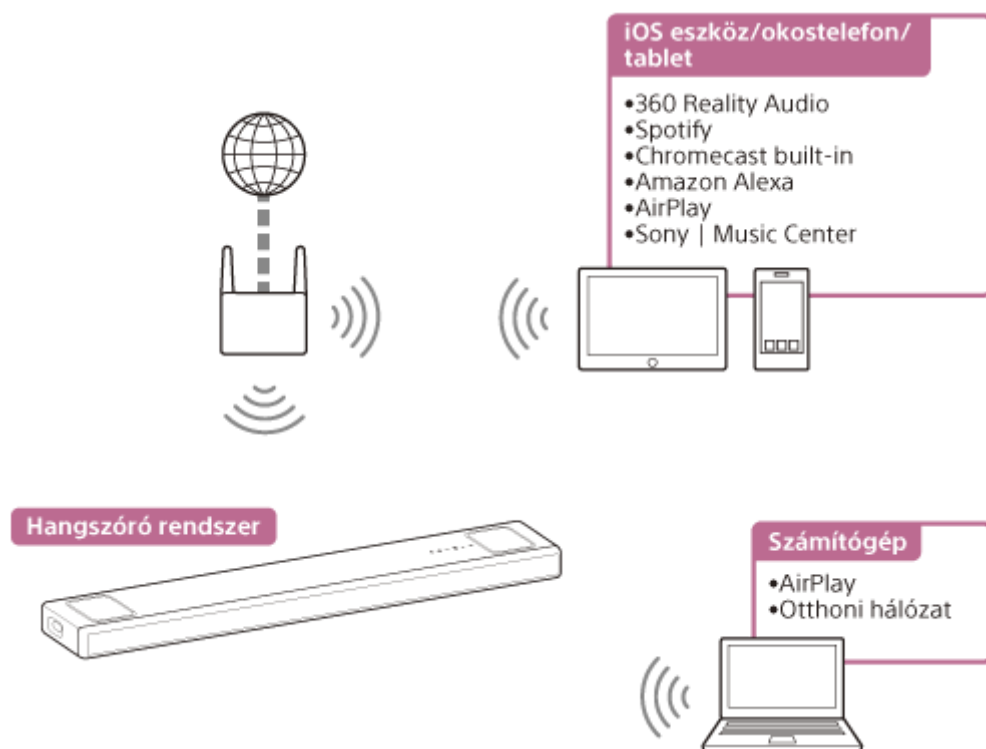 iOS eszköz/okostelefon/
tablet
•360 Reality Audio
•Spotify
•Chromecast built-in
•Amazon Alexa
•AirPlay
•Sony | Music Center
Hangszóró rendszer
Számítógép
•AirPlay
•Otthoni hálózat